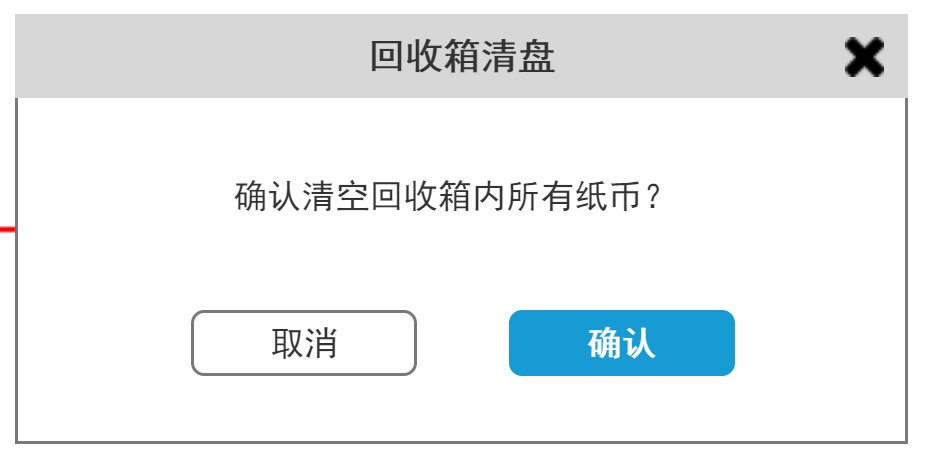 回收箱清盘
确认清空回收箱内所有纸币？
取消
确认